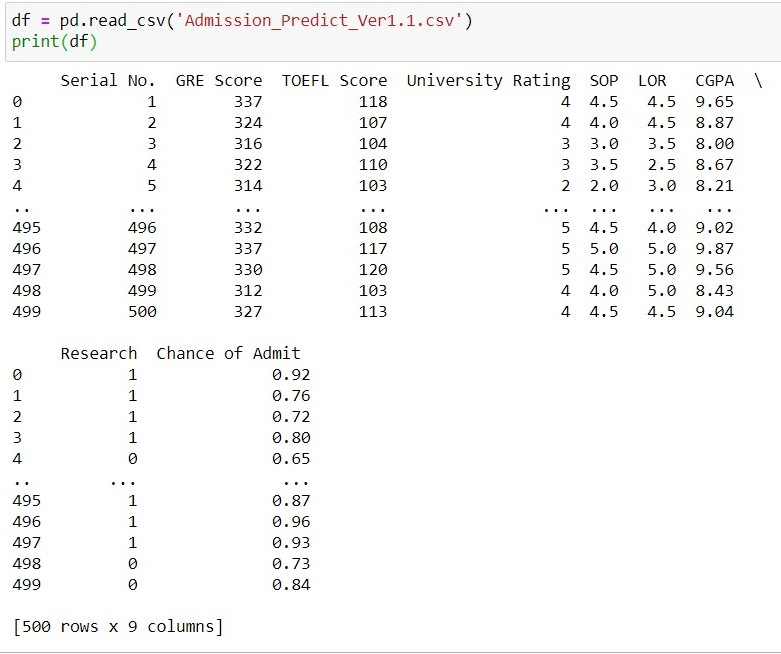 df = pd.read_csv('Admission_Predict_Ver1.1.csv')
print(df)
     Serial No.  GRE Score  TOEFL Score  University Rating  SOP  LOR   CGPA  \
0             1        337          118                  4  4.5   4.5  9.65
1             2        324          107                  4  4.0   4.5  8.87
2             3        316          104                  3  3.0   3.5  8.00
3             4        322          110                  3  3.5   2.5  8.67
4             5        314          103                  2  2.0   3.0  8.21
..          ...        ...          ...                ...  ...   ...   ...
495         496        332          108                  5  4.5   4.0  9.02
496         497        337          117                  5  5.0   5.0  9.87
497         498        330          120                  5  4.5   5.0  9.56
498         499        312          103                  4  4.0   5.0  8.43
499         500        327          113                  4  4.5   4.5  9.04
     Research  Chance of Admit
0           1             0.92
1           1             0.76
2           1             0.72
3           1             0.80
4           0             0.65
..        ...              ...
495         1             0.87
496         1             0.96
497         1             0.93
498         0             0.73
499         0             0.84
[500 rows x 9 columns]